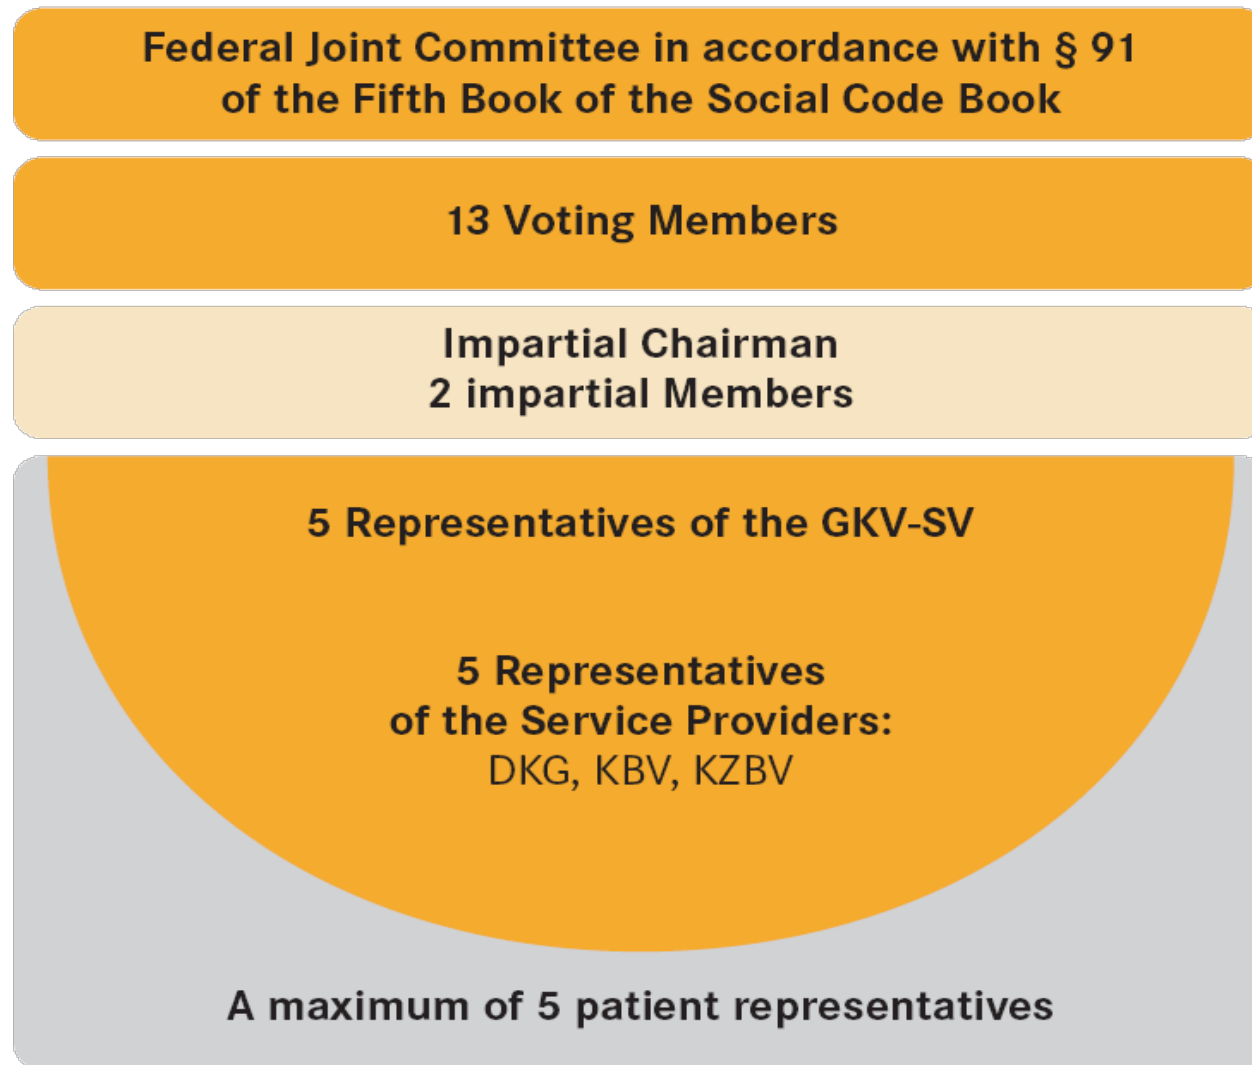 Federal Joint Committee in accordance with § 91
of the Fifth Book of the Social Code Book
13 Voting Members
Impartial Chairman
2 impartial Members
5 Representatives of the GKV-SV
5 Representatives
of the Service Providers:
DKG, KBV, KZBV
A maximum of 5 patient representatives